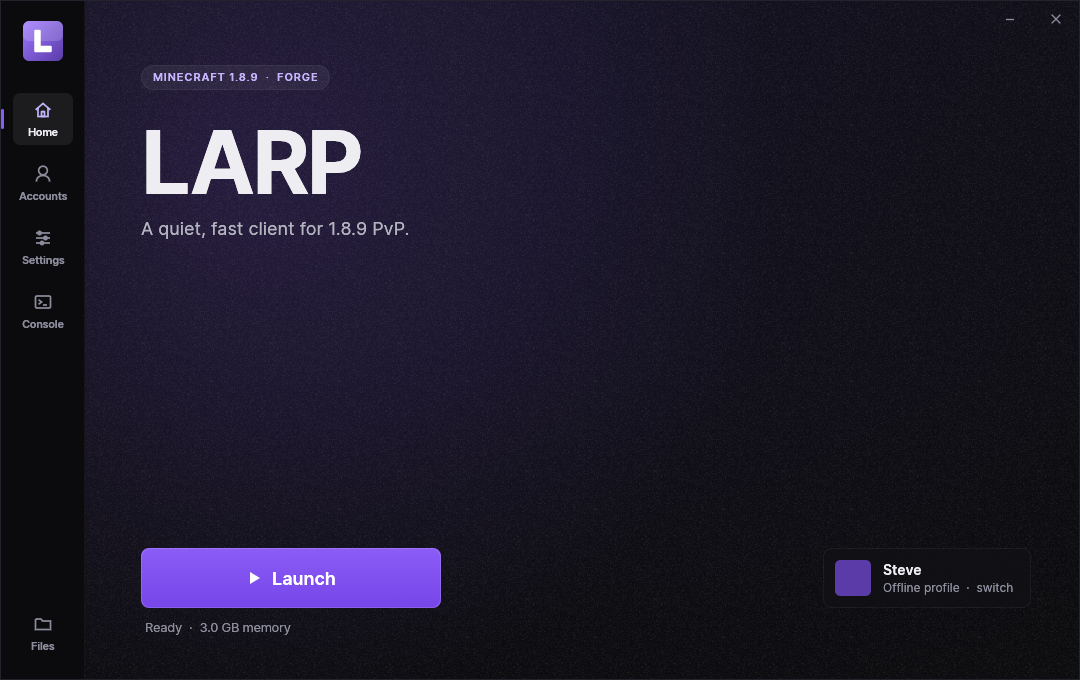 L
Home
Accounts
Settings
Console
Files
MINECRAFT 1.8.9 · FORGE
LARP
A quiet, fast client for 1.8.9 PvP.
Launch
Ready · 3.0 GB memory
Steve
Offline profile · switch